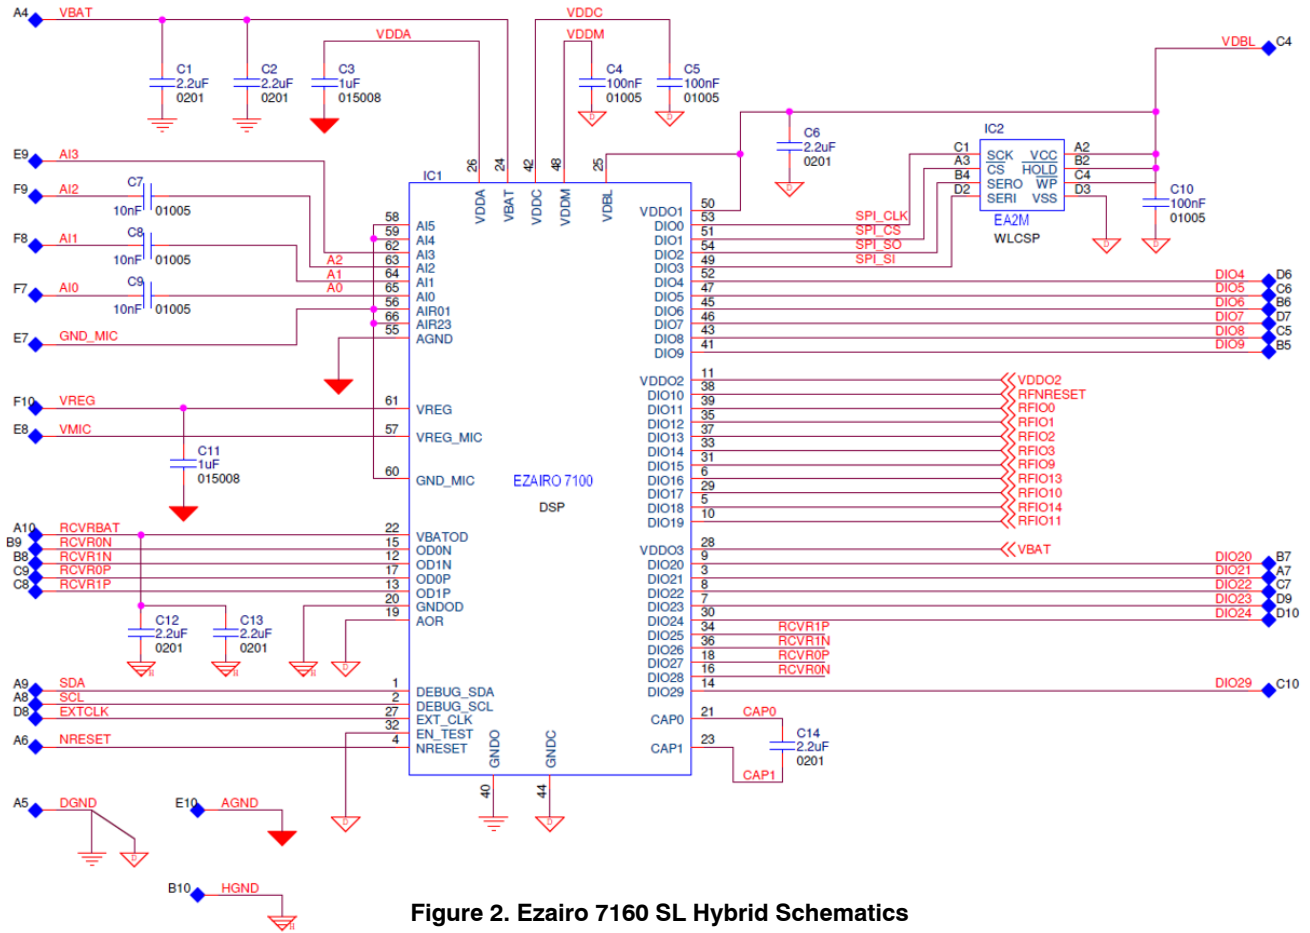 A4 VBAT VDDC
VDDA VDDM
VDBL C4
C1 2.2uF 0201
C2 2.2uF 0201
C3 1uF 015008
C4 100nF 01005
C5 100nF 01005
C6 2.2uF 0201
IC2
C1 SCK VCC A2
A3 CS HOLD B2
B4 SERO WP C4
D2 SERI VSS D3
EA2M
WLCSP
C10 100nF 01005
E9 AI3
F9 AI2 C7 10nF 01005
F8 AI1 C8 10nF 01005
F7 AI0 C9 10nF 01005
E7 GND_MIC
A2
A1
A0
IC1
26 VDDA
24 VBAT
42 VDDC
48 VDDM
25 VDBL
58 AI5
59 AI4
62 AI3
63 AI2
64 AI1
65 AI0
56 AIR01
66 AIR23
55 AGND
F10 VREG 61 VREG
E8 VMIC 57 VREG_MIC
C11 1uF 015008
60 GND_MIC
EZAIRO 7100
DSP
A10 RCVRBAT 22 VBATOD
B9 RCVR0N 15 OD0N
B8 RCVR1N 12 OD1N
C9 RCVR0P 17 OD0P
C8 RCVR1P 13 OD1P
20 GNDOD
19 AOR
C12 2.2uF 0201
C13 2.2uF 0201
H
H
H
A9 SDA 1 DEBUG_SDA
A8 SCL 2 DEBUG_SCL
D8 EXTCLK 27 EXT_CLK
32 EN_TEST
A6 NRESET 4 NRESET
VDDO1 50
DIO0 53 SPI_CLK
DIO1 51 SPI_CS
DIO2 54 SPI_SO
DIO3 49 SPI_SI
DIO4 52 DIO4 D6
DIO5 47 DIO5 C6
DIO6 45 DIO6 B6
DIO7 46 DIO7 D7
DIO8 43 DIO8 C5
DIO9 41 DIO9 B5
VDDO2 11 VDDO2
DIO10 38 RFNRESET
DIO11 39 RFIO0
DIO12 35 RFIO1
DIO13 37 RFIO2
DIO14 33 RFIO3
DIO15 31 RFIO9
DIO16 6 RFIO13
DIO17 29 RFIO10
DIO18 5 RFIO14
DIO19 10 RFIO11
VDDO3 28 VBAT
DIO20 9 DIO20 B7
DIO21 3 DIO21 A7
DIO22 8 DIO22 C7
DIO23 7 DIO23 D9
DIO24 30 DIO24 D10
DIO25 34 RCVR1P
DIO26 36 RCVR1N
DIO27 18 RCVR0P
DIO28 16 RCVR0N
DIO29 14 DIO29 C10
CAP0 21 CAP0
CAP1 23 CAP1
C14 2.2uF 0201
GNDO 40
GNDC 44
D
D
D
D
D
D
D
D
D
A5 DGND
E10 AGND
B10 HGND
H
Figure 2. Ezairo 7160 SL Hybrid Schematics